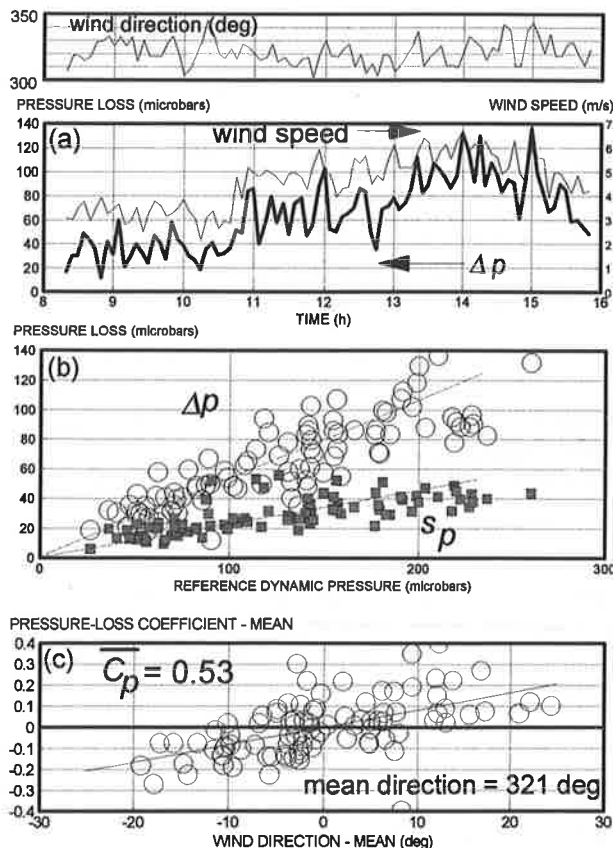 350
wind direction (deg)
300
PRESSURE LOSS (microbars)
WIND SPEED (m/s)
140
120
100
80
60
40
20
0
(a)
wind speed
Δp
7
6
5
4
3
2
1
0
8 9 10 11 12 13 14 15 16
TIME (h)
PRESSURE LOSS (microbars)
140
120
100
80
60
40
20
0
(b)
Δp
sp
0 100 200 300
REFERENCE DYNAMIC PRESSURE (microbars)
PRESSURE-LOSS COEFFICIENT - MEAN
0.4
0.3
0.2
0.1
0
-0.1
-0.2
-0.3
-0.4
(c)
Cp = 0.53
mean direction = 321 deg
-30 -20 -10 0 10 20 30
WIND DIRECTION - MEAN (deg)